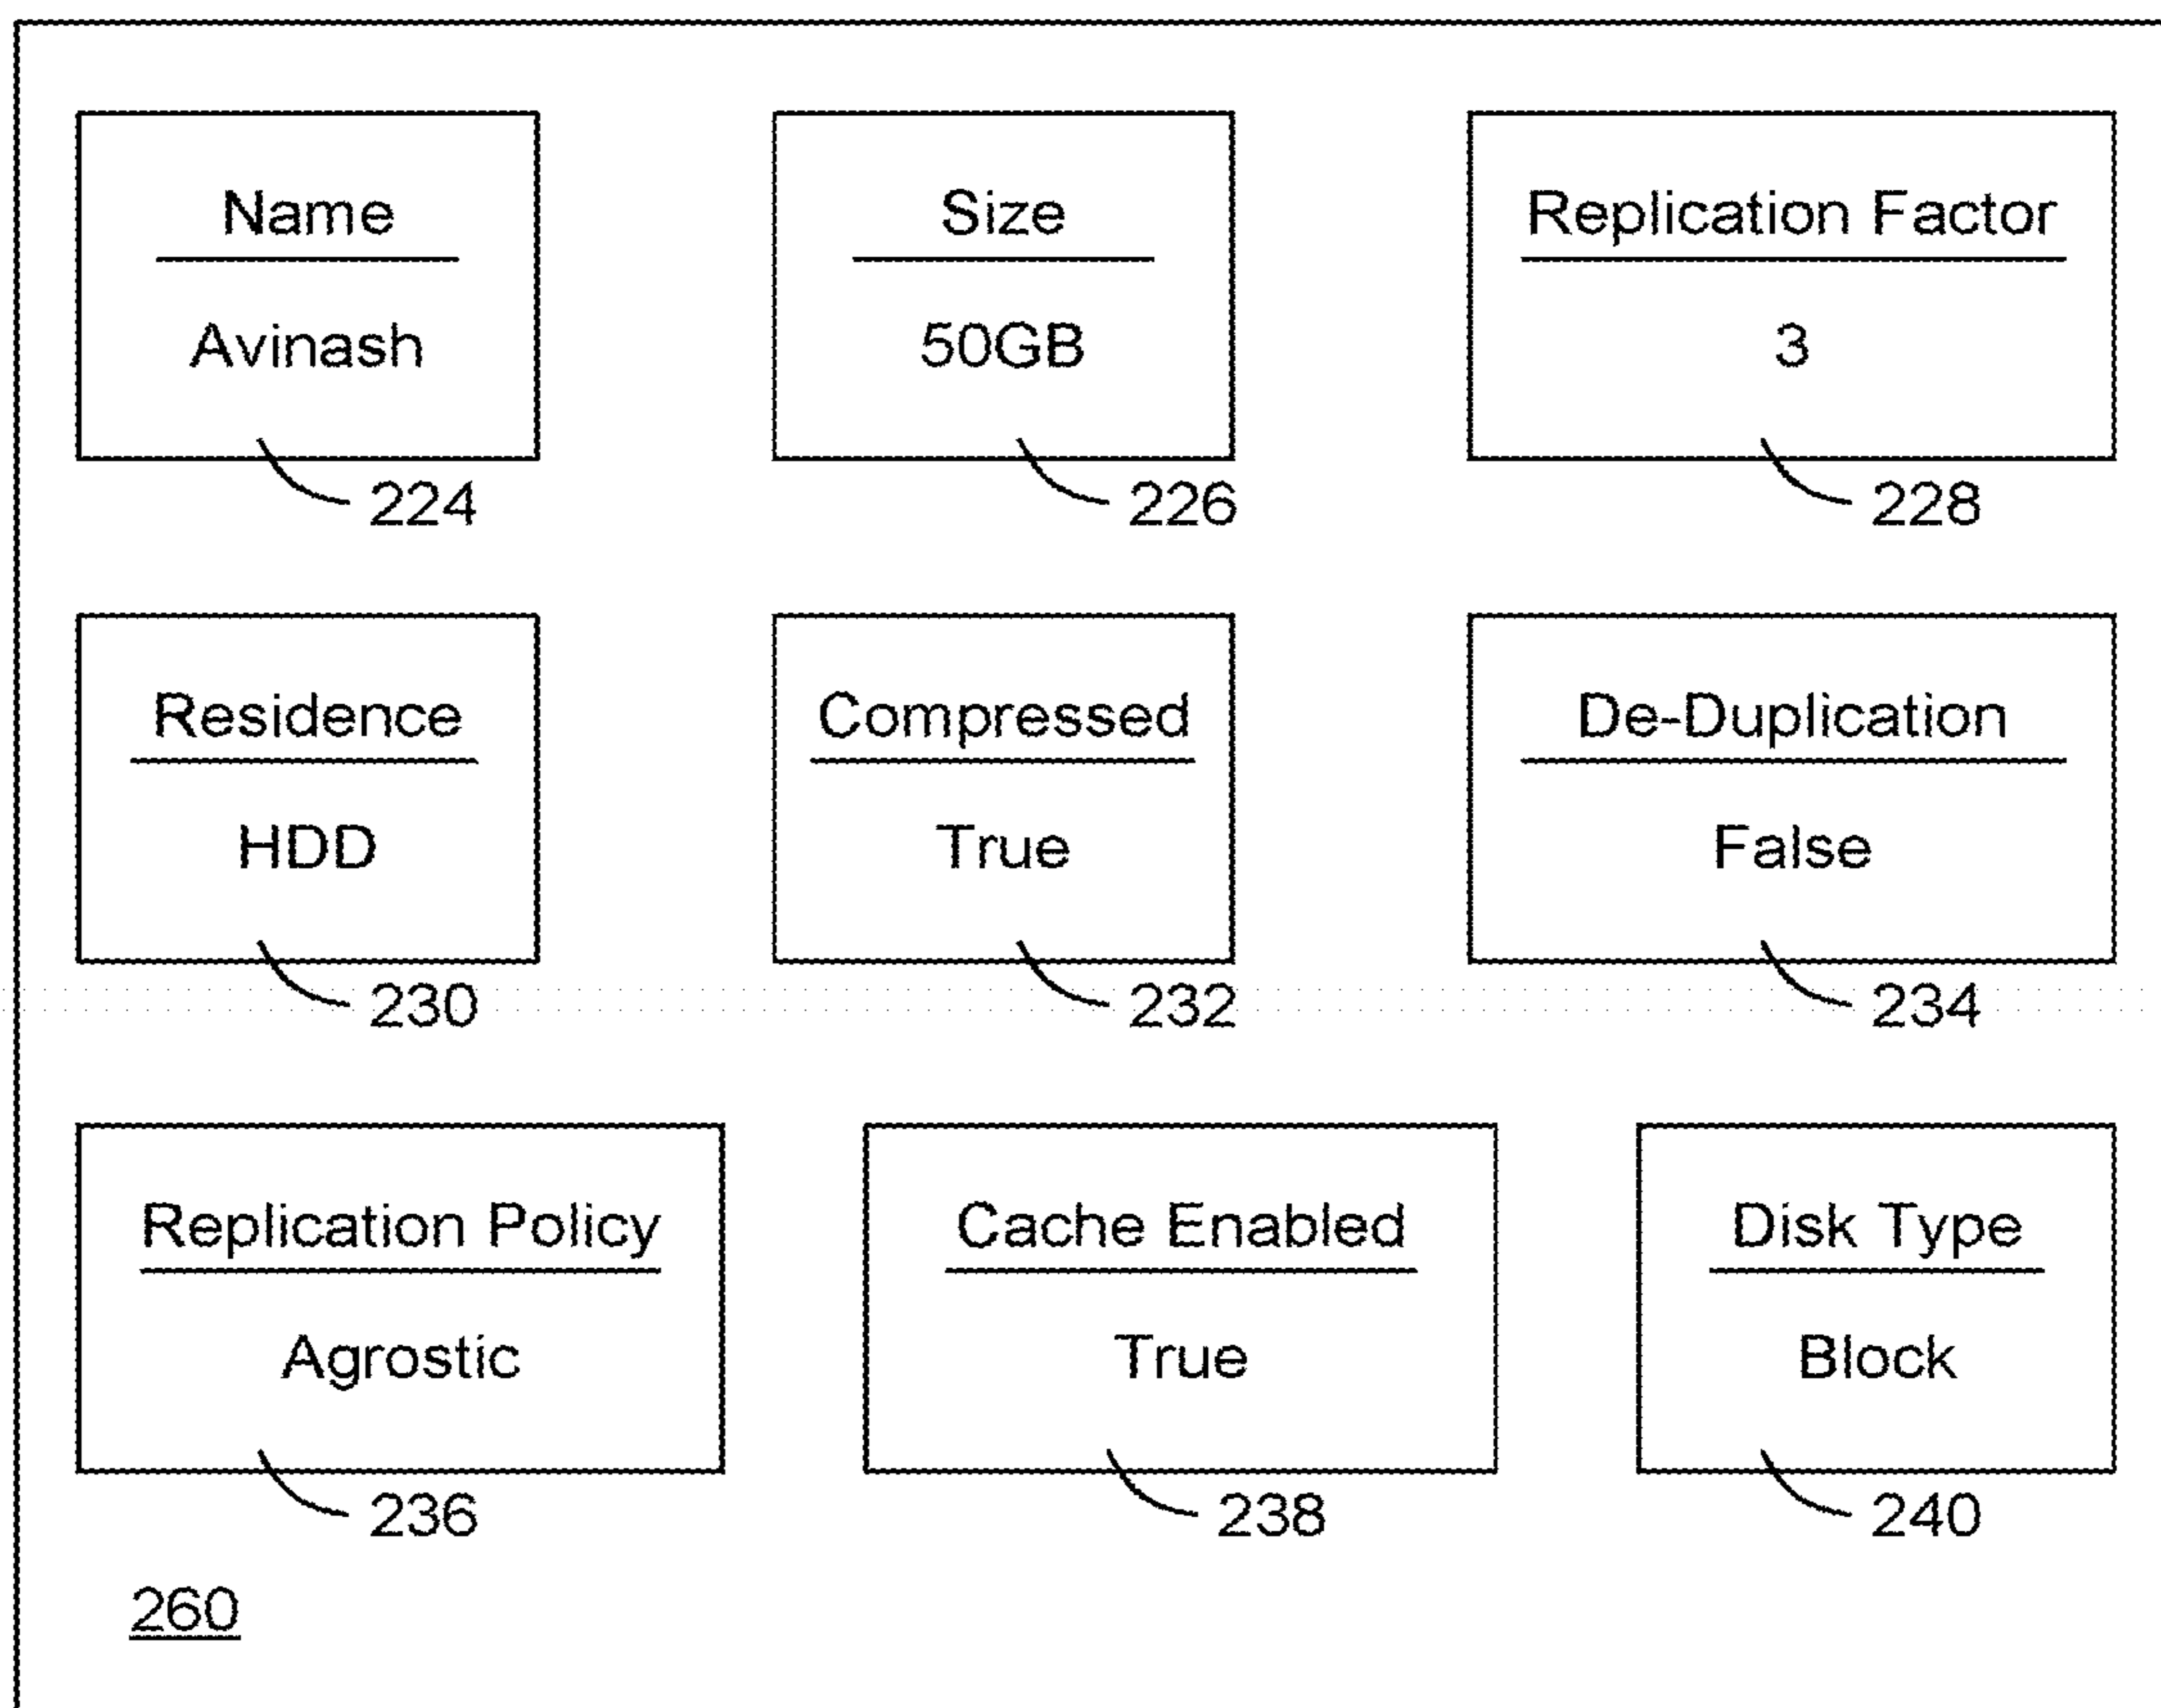 Name
Avinash
224
Size
50GB
226
Replication Factor
3
228
Residence
HDD
230
Compressed
True
232
De-Duplication
False
234
Replication Policy
Agrostic
236
Cache Enabled
True
238
Disk Type
Block
240
260